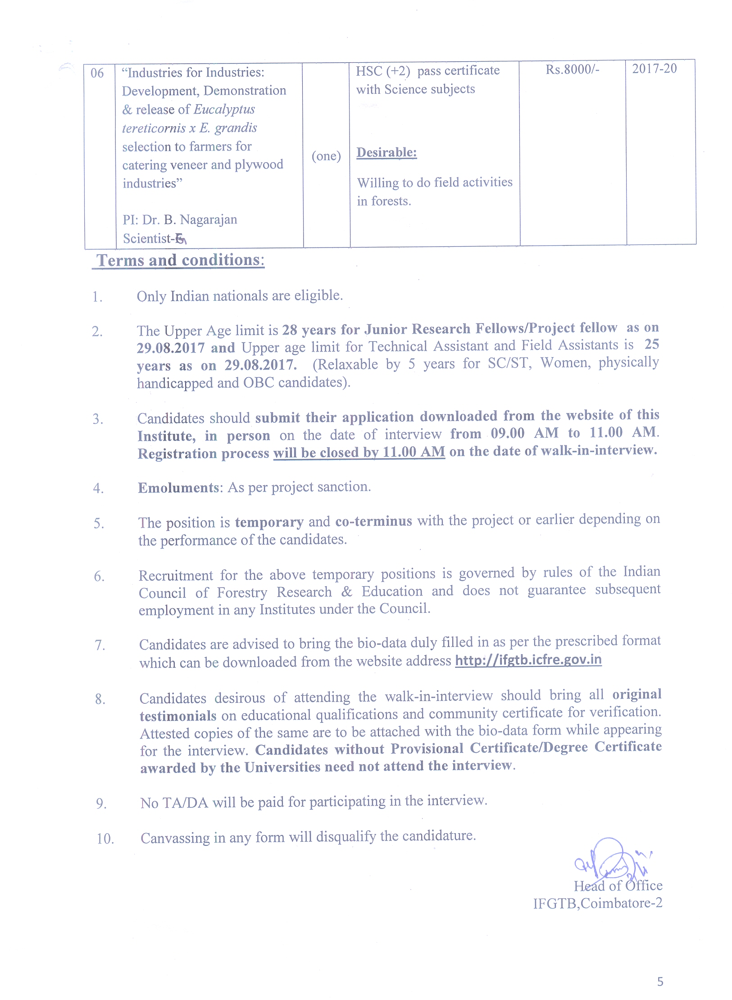 06
“Industries for Industries:
Development, Demonstration
& release of Eucalyptus
tereticornis x E. grandis
selection to farmers for
catering veneer and plywood
industries”
PI: Dr. B. Nagarajan
Scientist-
(one)
HSC (+2) pass certificate
with Science subjects
Desirable:
Willing to do field activities
in forests.
Rs.8000/-
2017-20
Terms and conditions:
1. Only Indian nationals are eligible.
2. The Upper Age limit is 28 years for Junior Research Fellows/Project fellow as on
29.08.2017 and Upper age limit for Technical Assistant and Field Assistants is 25
years as on 29.08.2017. (Relaxable by 5 years for SC/ST, Women, physically
handicapped and OBC candidates).
3. Candidates should submit their application downloaded from the website of this
Institute, in person on the date of interview from 09.00 AM to 11.00 AM.
Registration process will be closed by 11.00 AM on the date of walk-in-interview.
4. Emoluments: As per project sanction.
5. The position is temporary and co-terminus with the project or earlier depending on
the performance of the candidates.
6. Recruitment for the above temporary positions is governed by rules of the Indian
Council of Forestry Research & Education and does not guarantee subsequent
employment in any Institutes under the Council.
7. Candidates are advised to bring the bio-data duly filled in as per the prescribed format
which can be downloaded from the website address http://ifgtb.icfre.gov.in
8. Candidates desirous of attending the walk-in-interview should bring all original
testimonials on educational qualifications and community certificate for verification.
Attested copies of the same are to be attached with the bio-data form while appearing
for the interview. Candidates without Provisional Certificate/Degree Certificate
awarded by the Universities need not attend the interview.
9. No TA/DA will be paid for participating in the interview.
10. Canvassing in any form will disqualify the candidature.
Head of Office
IFGTB,Coimbatore-2
5